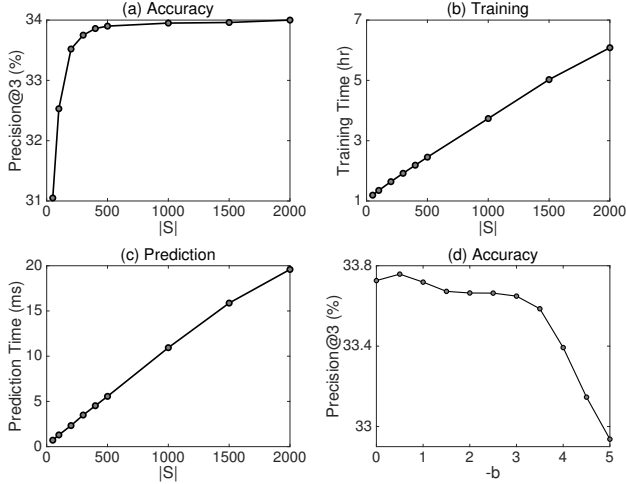 (a) Accuracy
Precision@3 (%)
34
33
32
31
0 500 1000 1500 2000
|S|
(b) Training
Training Time (hr)
7
5
3
1
0 500 1000 1500 2000
|S|
(c) Prediction
Prediction Time (ms)
20
15
10
5
0
0 500 1000 1500 2000
|S|
(d) Accuracy
Precision@3 (%)
33.8
33.4
33
0 1 2 3 4 5
-b